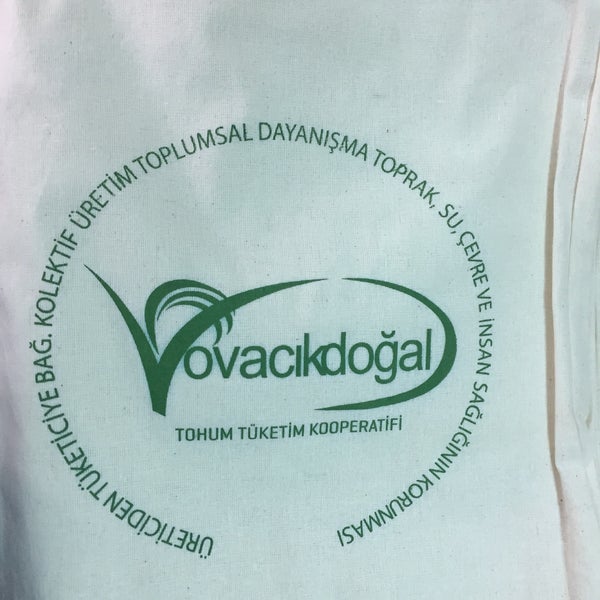 ÜRETİCİDEN TÜKETİCİYE BAĞ. KOLEKTİF ÜRETİM TOPLUMSAL DAYANIŞMA TOPRAK, SU, ÇEVRE VE İNSAN SAĞLIĞININ KORUNMASI
ovacıkdoğal
TOHUM TÜKETİM KOOPERATİFİ